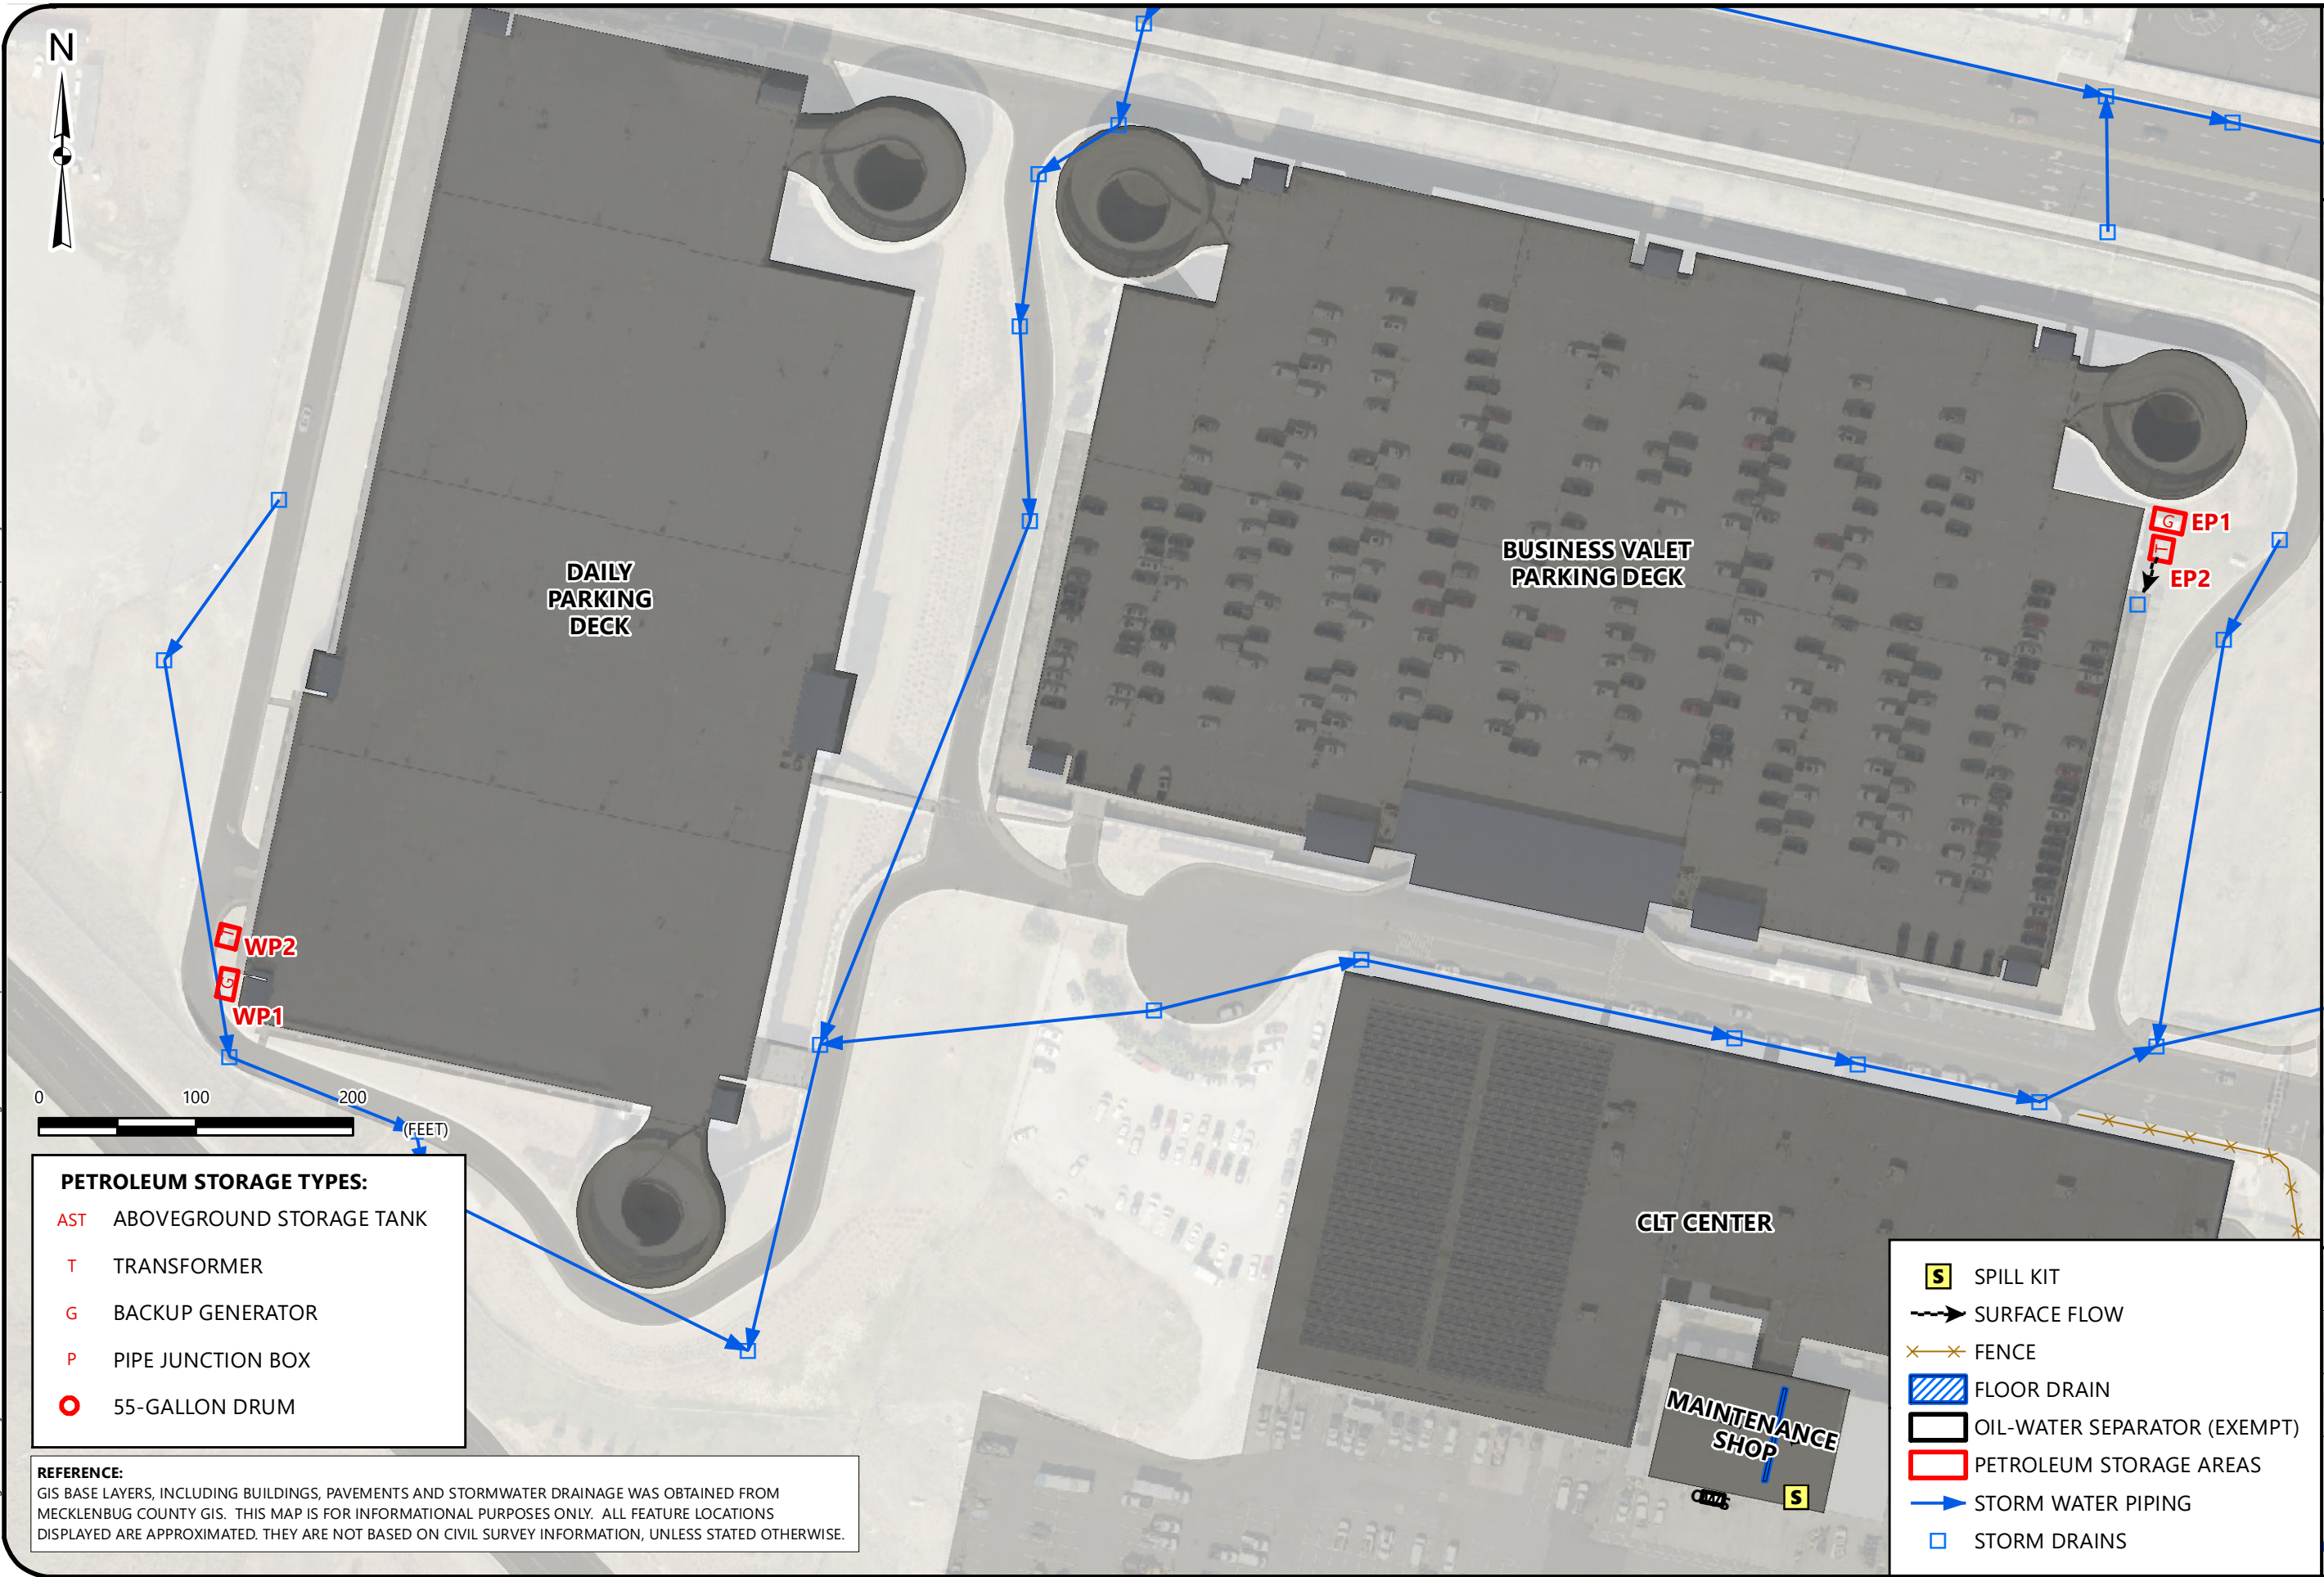 N
DAILY
PARKING
DECK
BUSINESS VALET
PARKING DECK
G EP1
T
EP2
T
WP2
G
WP1
0 100 200
(FEET)
PETROLEUM STORAGE TYPES:
AST ABOVEGROUND STORAGE TANK
T TRANSFORMER
G BACKUP GENERATOR
P PIPE JUNCTION BOX
55-GALLON DRUM
REFERENCE:
GIS BASE LAYERS, INCLUDING BUILDINGS, PAVEMENTS AND STORMWATER DRAINAGE WAS OBTAINED FROM
MECKLENBUG COUNTY GIS. THIS MAP IS FOR INFORMATIONAL PURPOSES ONLY. ALL FEATURE LOCATIONS
DISPLAYED ARE APPROXIMATED. THEY ARE NOT BASED ON CIVIL SURVEY INFORMATION, UNLESS STATED OTHERWISE.
CLT CENTER
MAINTENANCE
SHOP
OWS
S
S SPILL KIT
SURFACE FLOW
FENCE
FLOOR DRAIN
OIL-WATER SEPARATOR (EXEMPT)
PETROLEUM STORAGE AREAS
STORM WATER PIPING
STORM DRAINS